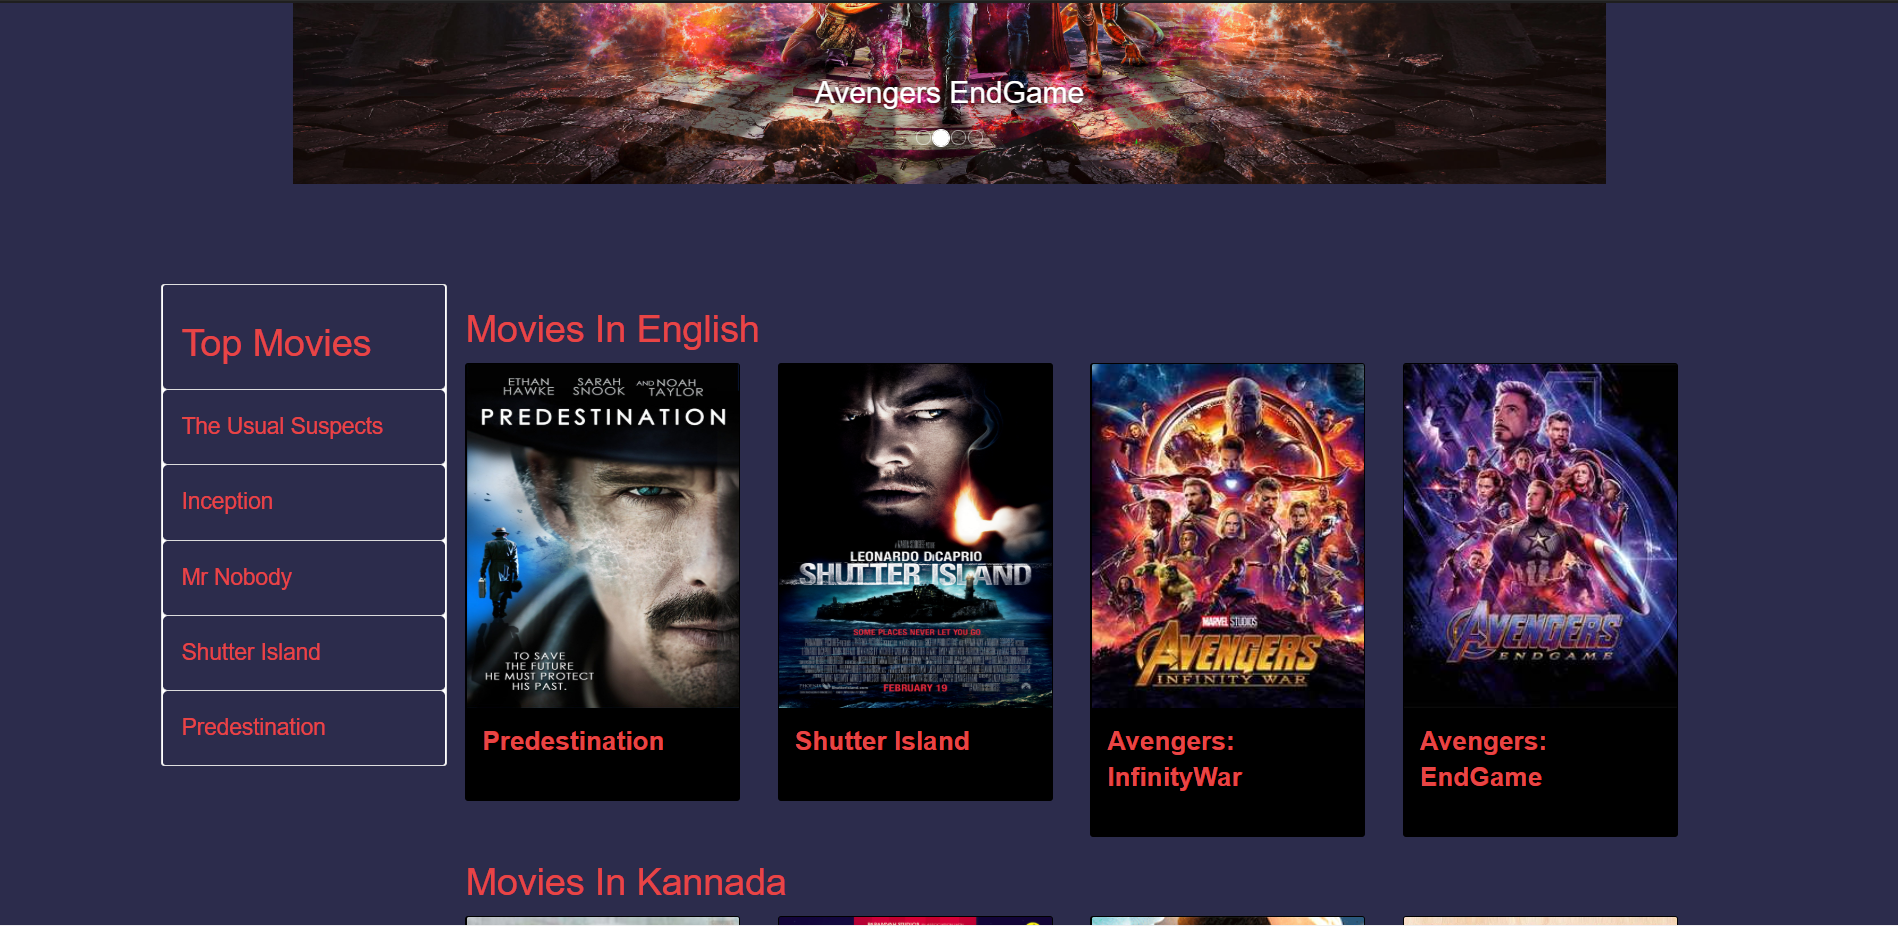 Avengers EndGame
Top Movies
The Usual Suspects
Inception
Mr Nobody
Shutter Island
Predestination
Movies In English
ETHAN HAWKE SARAH SNOOK AND NOAH TAYLOR
PREDESTINATION
TO SAVE
THE FUTURE
HE MUST PROTECT
HIS PAST.
Predestination
LEONARDO DiCAPRIO
SHUTTER ISLAND
SOME PLACES NEVER LET YOU GO.
FEBRUARY 19
Shutter Island
MARVEL STUDIOS
AVENGERS
INFINITY WAR
Avengers:
InfinityWar
AVENGERS
ENDGAME
Avengers:
EndGame
Movies In Kannada